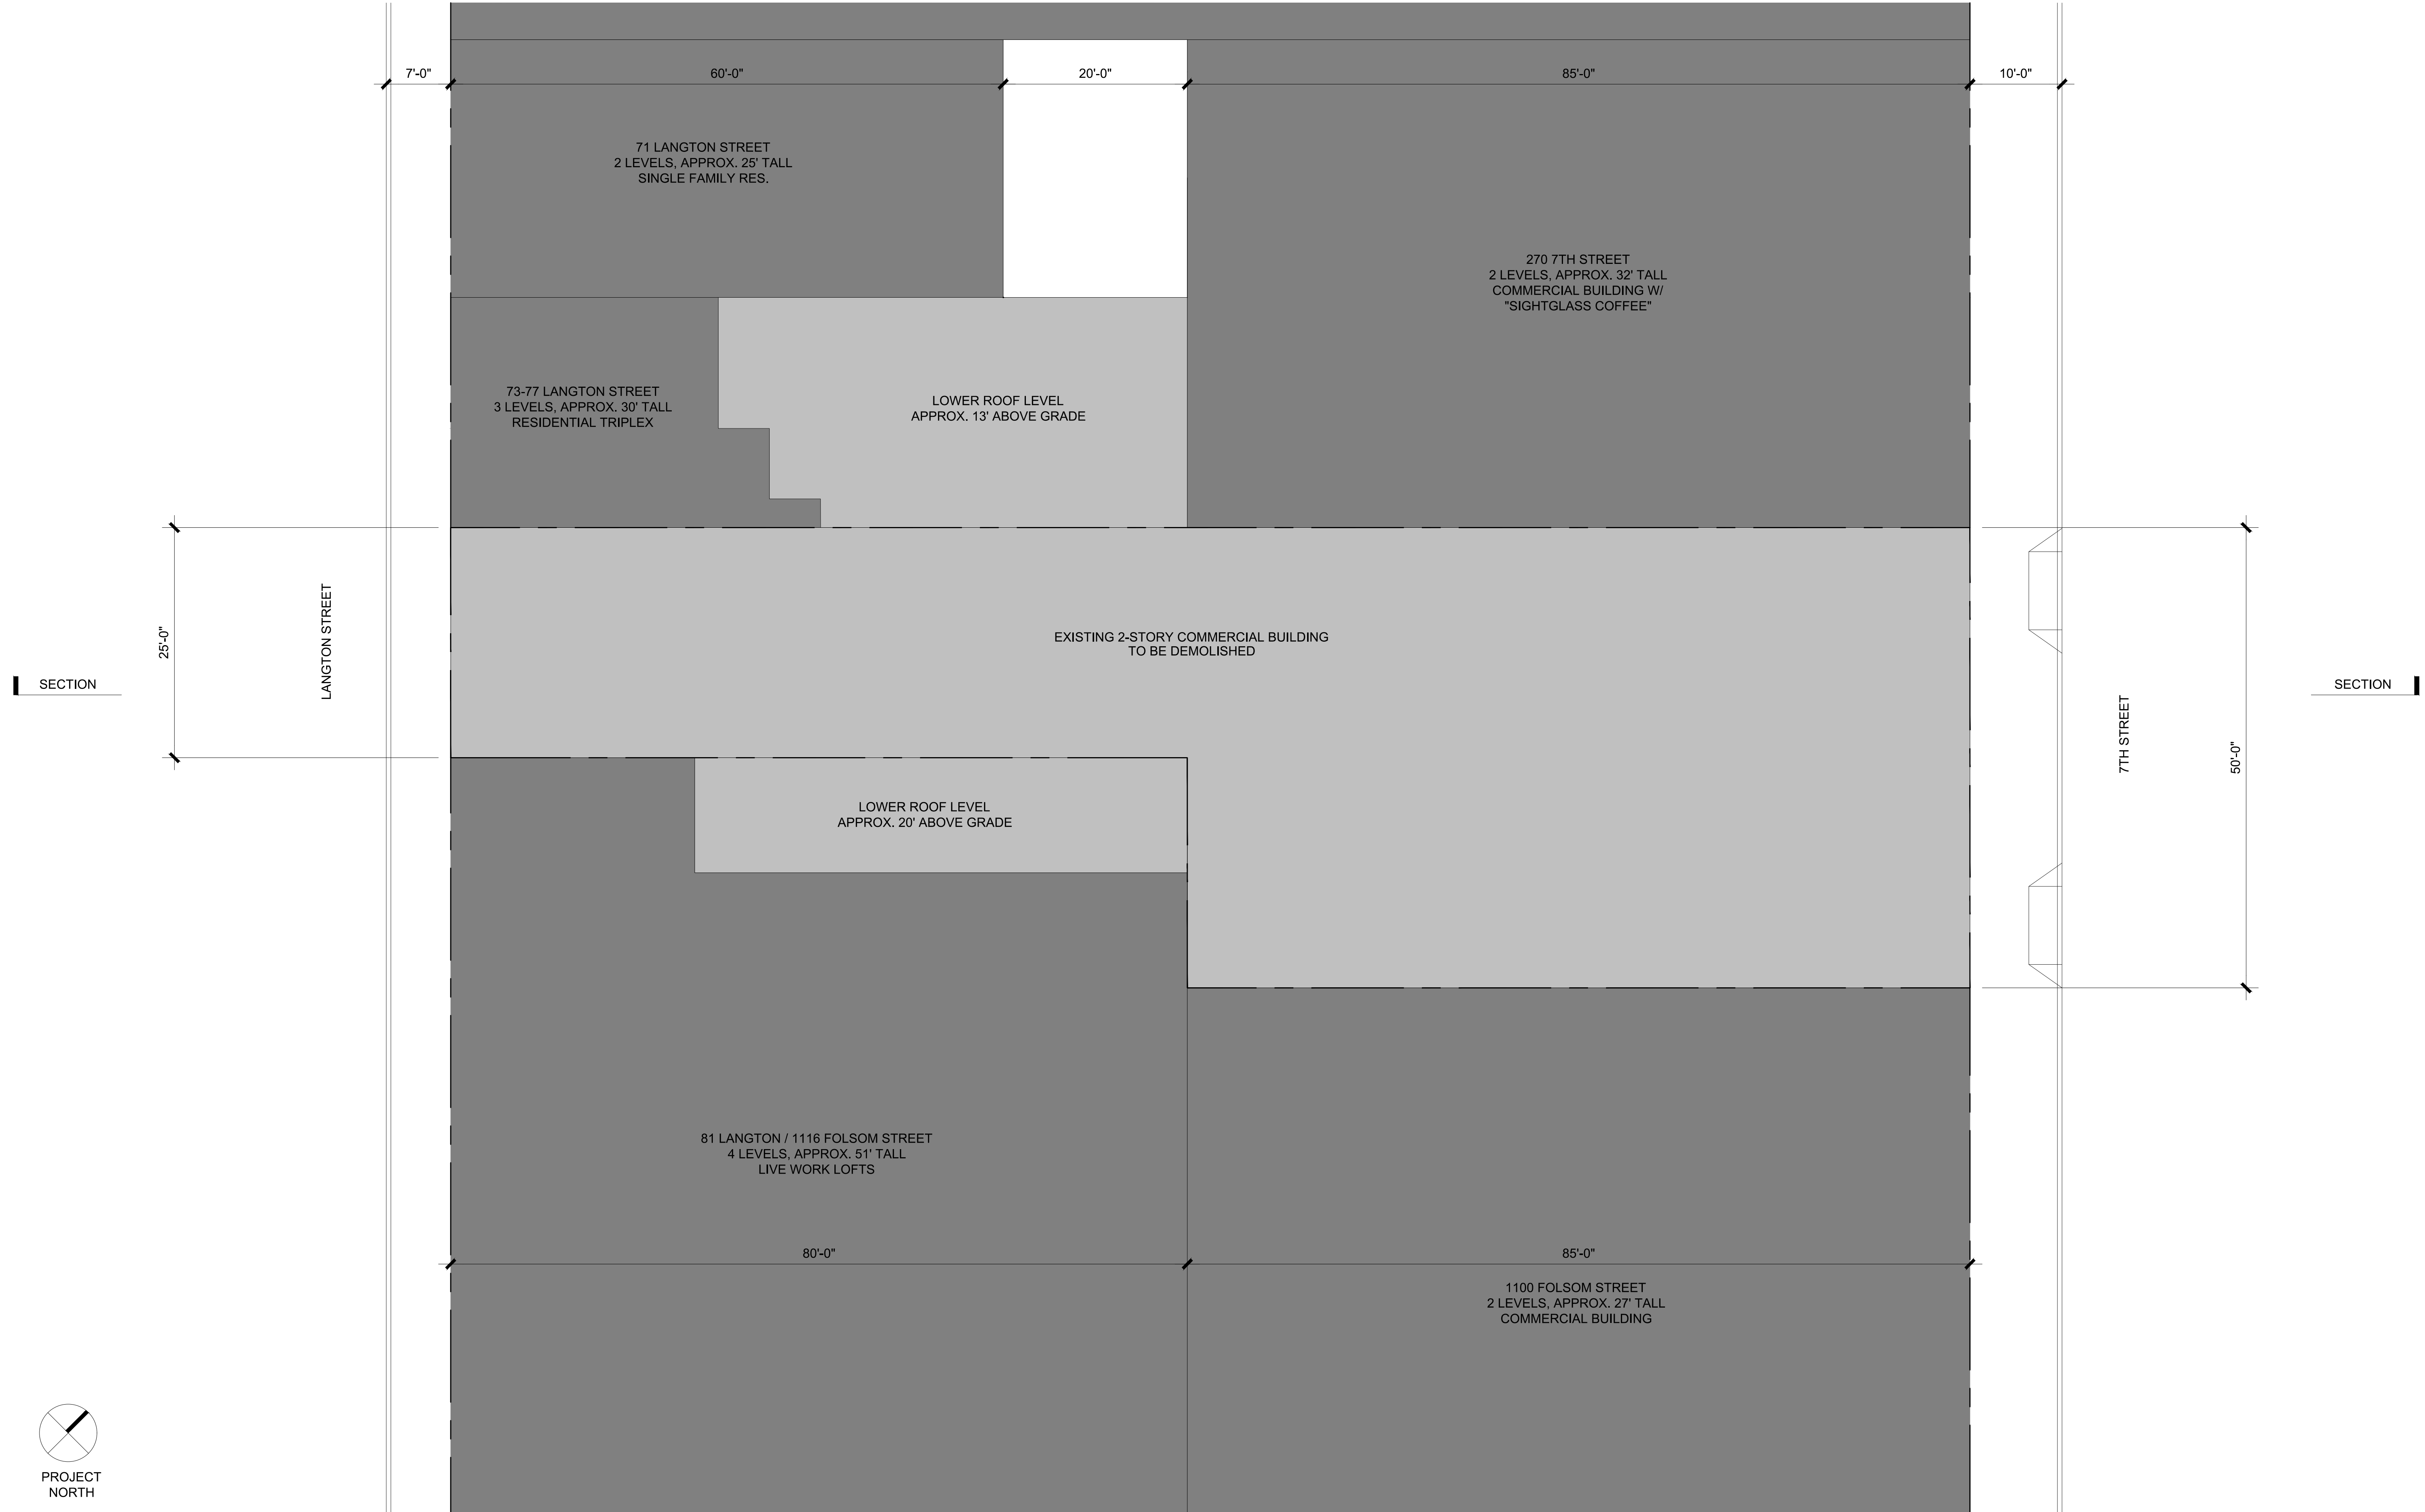 7'-0"
60'-0"
20'-0"
85'-0"
10'-0"
71 LANGTON STREET
2 LEVELS, APPROX. 25' TALL
SINGLE FAMILY RES.
270 7TH STREET
2 LEVELS, APPROX. 32' TALL
COMMERCIAL BUILDING W/
"SIGHTGLASS COFFEE"
73-77 LANGTON STREET
3 LEVELS, APPROX. 30' TALL
RESIDENTIAL TRIPLEX
LOWER ROOF LEVEL
APPROX. 13' ABOVE GRADE
25'-0"
LANGTON STREET
EXISTING 2-STORY COMMERCIAL BUILDING
TO BE DEMOLISHED
SECTION
SECTION
7TH STREET
50'-0"
LOWER ROOF LEVEL
APPROX. 20' ABOVE GRADE
81 LANGTON / 1116 FOLSOM STREET
4 LEVELS, APPROX. 51' TALL
LIVE WORK LOFTS
80'-0"
85'-0"
1100 FOLSOM STREET
2 LEVELS, APPROX. 27' TALL
COMMERCIAL BUILDING
PROJECT
NORTH